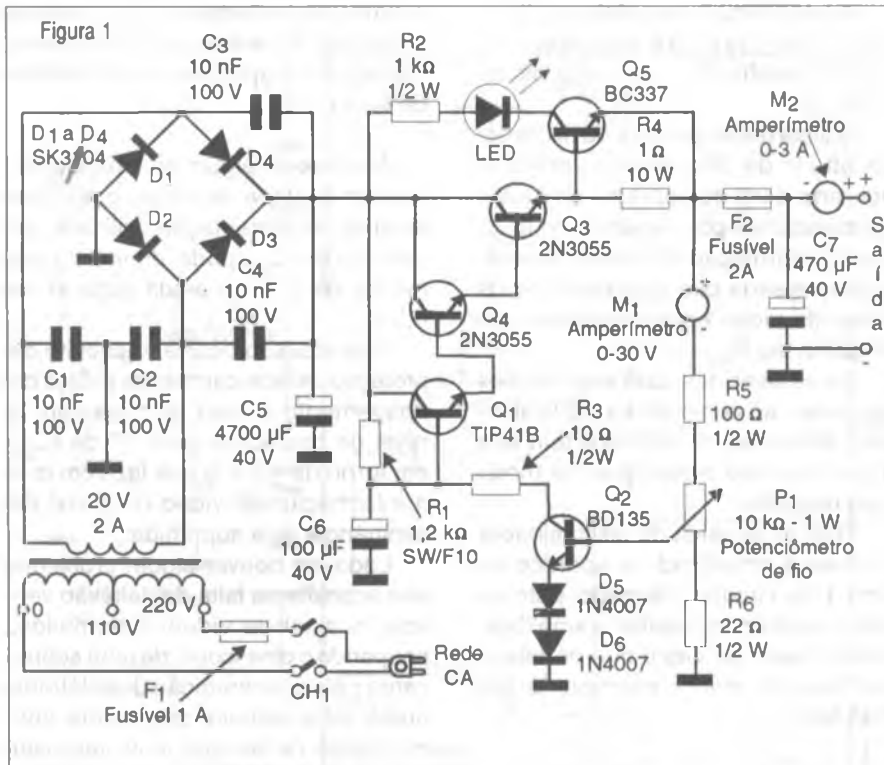 Figura 1
C3
10 nF
100 V
R2
1 kΩ
1/2 W
LED
Q5
BC337
R4
1 Ω
10 W
M2
Amperímetro
0-3 A
D1 a D4
D1
D4
D2
D3
Q3
2N3055
F2
Fusível
2A
- + +
C7
470 µF
40 V
Saída
-
C4
10 nF
100 V
Q4
2N3055
M1
Amperímetro
0-30 V
C1
10 nF
100 V
C2
10 nF
100 V
C5
4700 µF
40 V
Q1
TIP41B
R3
10 Ω
1/2W
R5
100 Ω
1/2 W
20 V
2 A
C6
100 µF
40 V
R1
SW/F10
Q2
BD135
P1
10 kΩ - 1 W
Potenciômetro
de fio
D5
1N4007
D6
1N4007
R6
22 Ω
1/2 W
0
110 V
220 V
F1
Fusível 1 A
CH1
Rede
CA